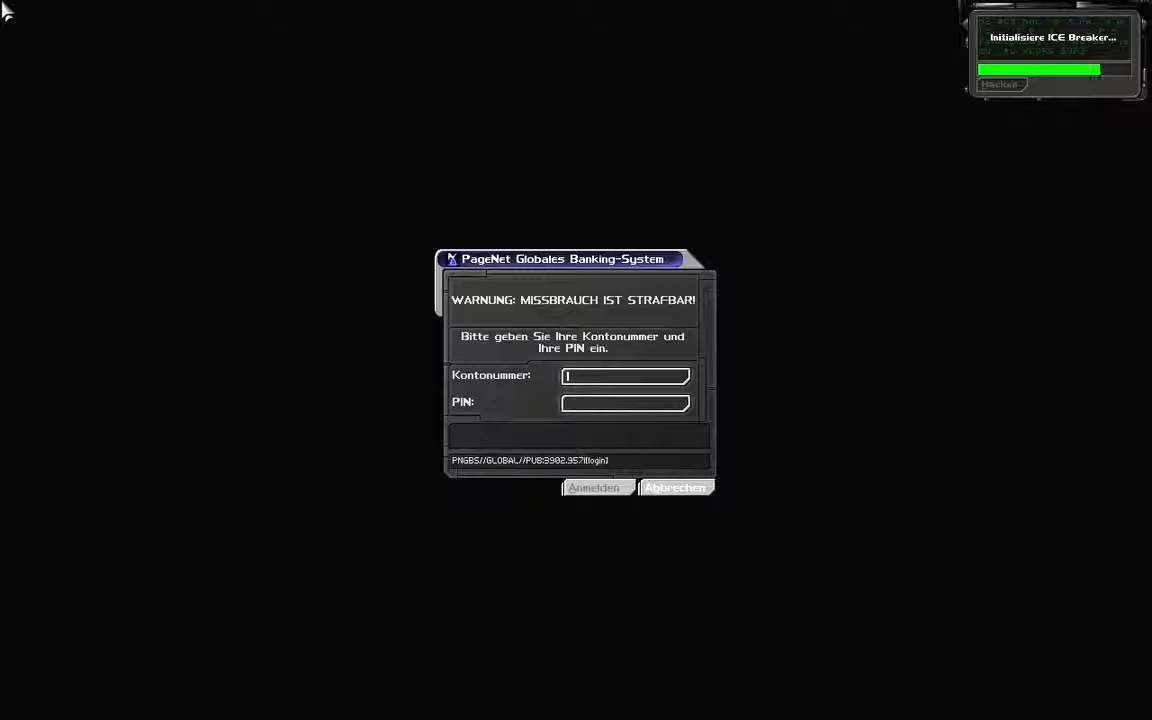 Initialisiere ICE Breaker...
Hacken
PageNet Globales Banking-System
WARNUNG: MISSBRAUCH IST STRAFBAR!
Bitte geben Sie Ihre Kontonummer und
Ihre PIN ein.
Kontonummer:
PIN:
PNGBS//GLOBAL//PUB:3902.957i[login]
Anmelden
Abbrechen